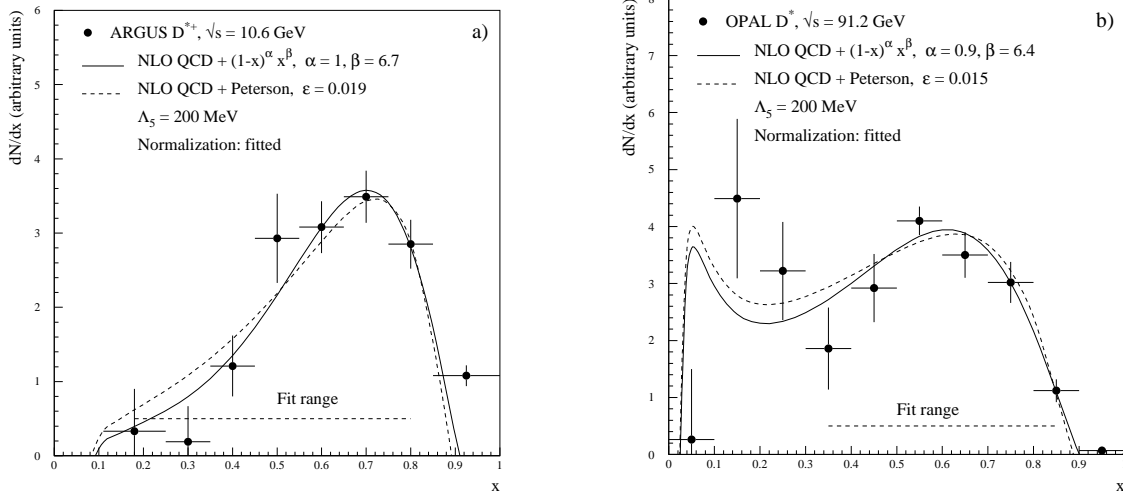 a)
ARGUS D*+, √s = 10.6 GeV
NLO QCD + (1-x)^α x^β, α = 1, β = 6.7
NLO QCD + Peterson, ε = 0.019
Λ5 = 200 MeV
Normalization: fitted
Fit range
dN/dx (arbitrary units)
6
5
4
3
2
1
0
0 0.1 0.2 0.3 0.4 0.5 0.6 0.7 0.8 0.9 1
x
b)
OPAL D*, √s = 91.2 GeV
NLO QCD + (1-x)^α x^β, α = 0.9, β = 6.4
NLO QCD + Peterson, ε = 0.015
Λ5 = 200 MeV
Normalization: fitted
Fit range
dN/dx (arbitrary units)
8
7
6
5
4
3
2
1
0
0 0.1 0.2 0.3 0.4 0.5 0.6 0.7 0.8 0.9 1
x